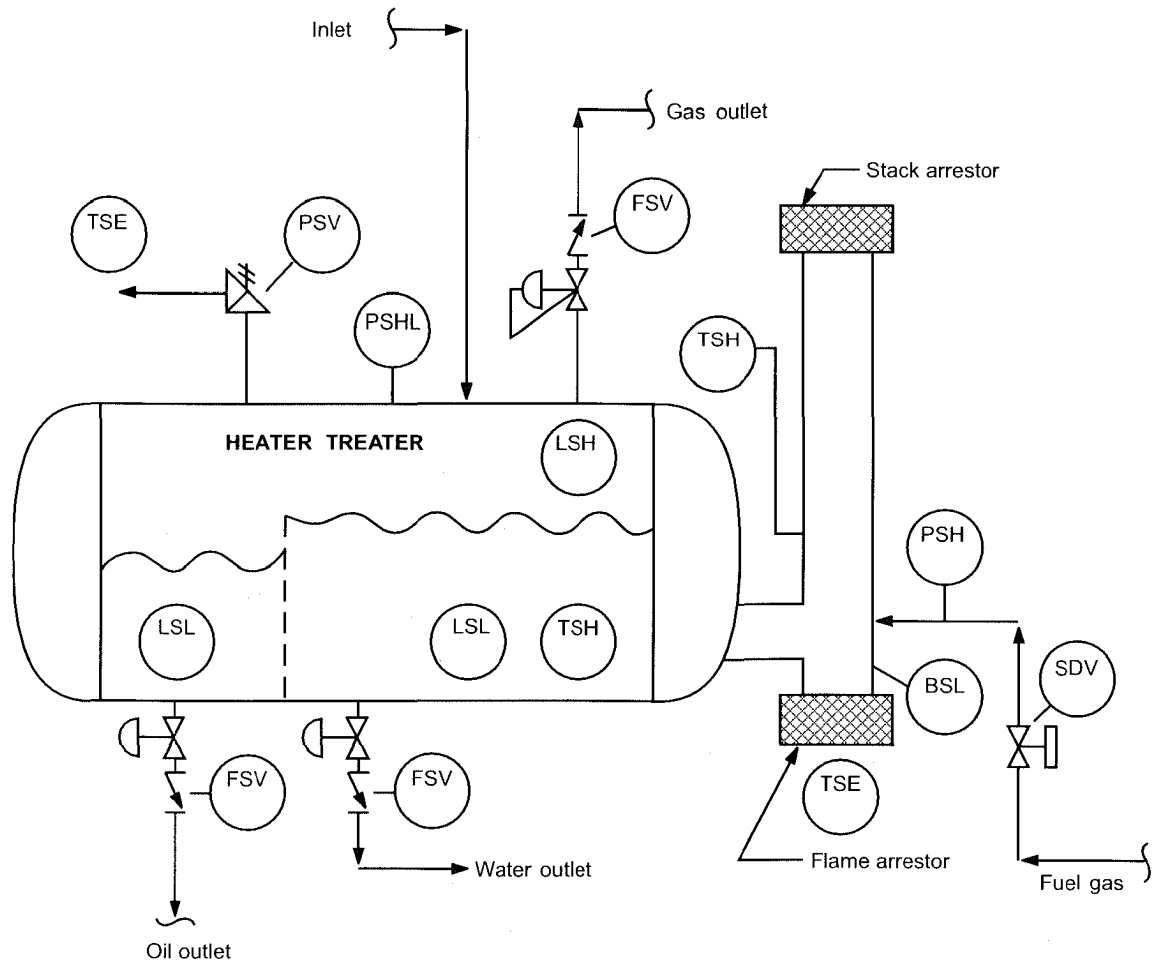 Inlet
Gas outlet
Stack arrestor
TSE
PSV
FSV
PSHL
TSH
HEATER TREATER
LSH
PSH
LSL
LSL
TSH
BSL
SDV
FSV
FSV
TSE
Water outlet
Flame arrestor
Fuel gas
Oil outlet